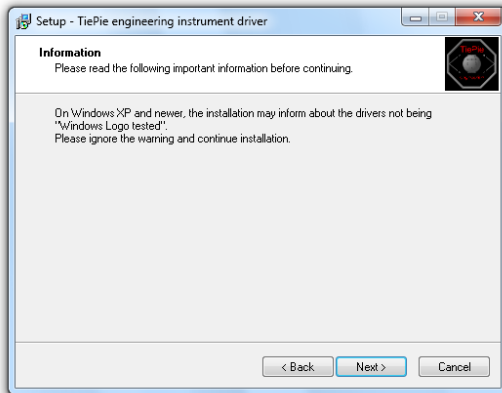 Setup - TiePie engineering instrument driver
Information
Please read the following important information before continuing.
TiePie
On Windows XP and newer, the installation may inform about the drivers not being
"Windows Logo tested".
Please ignore the warning and continue installation.
< Back
Next >
Cancel